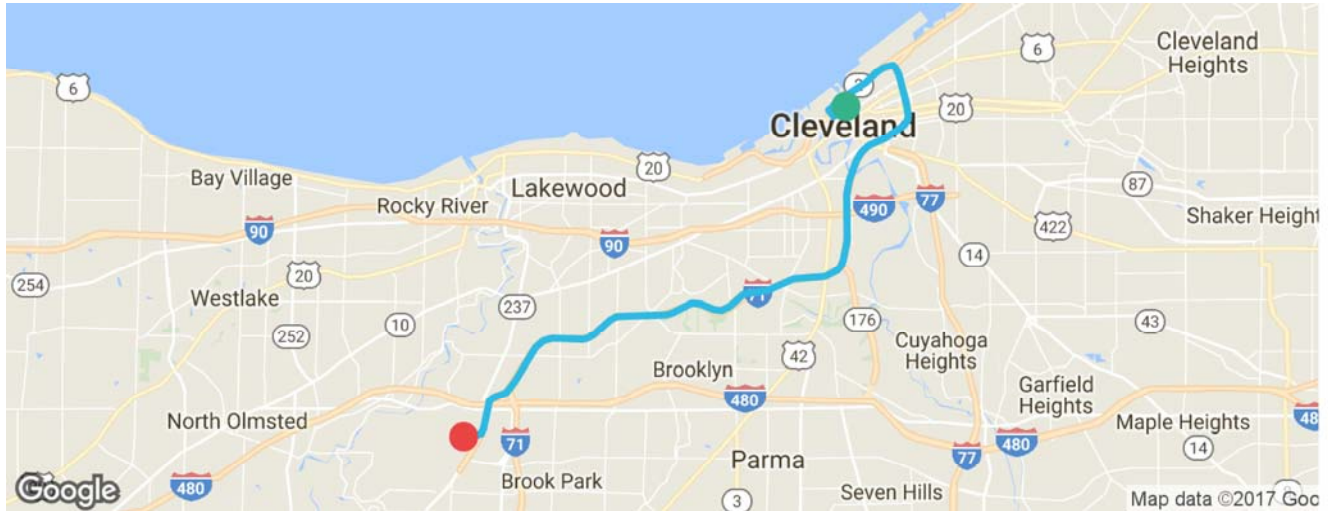 6
6
Cleveland
Heights
2
20
Cleveland
20
Bay Village
Lakewood
87
Rocky River
77
490
Shaker Height
90
422
90
14
254
20
Westlake
71
237
10
176
43
252
42
Cuyahoga
Heights
Brooklyn
Garfield
Heights
480
North Olmsted
Maple Heights
48
71
480
14
77
Parma
480
Brook Park
Seven Hills
3
Google
Map data ©2017 Goo